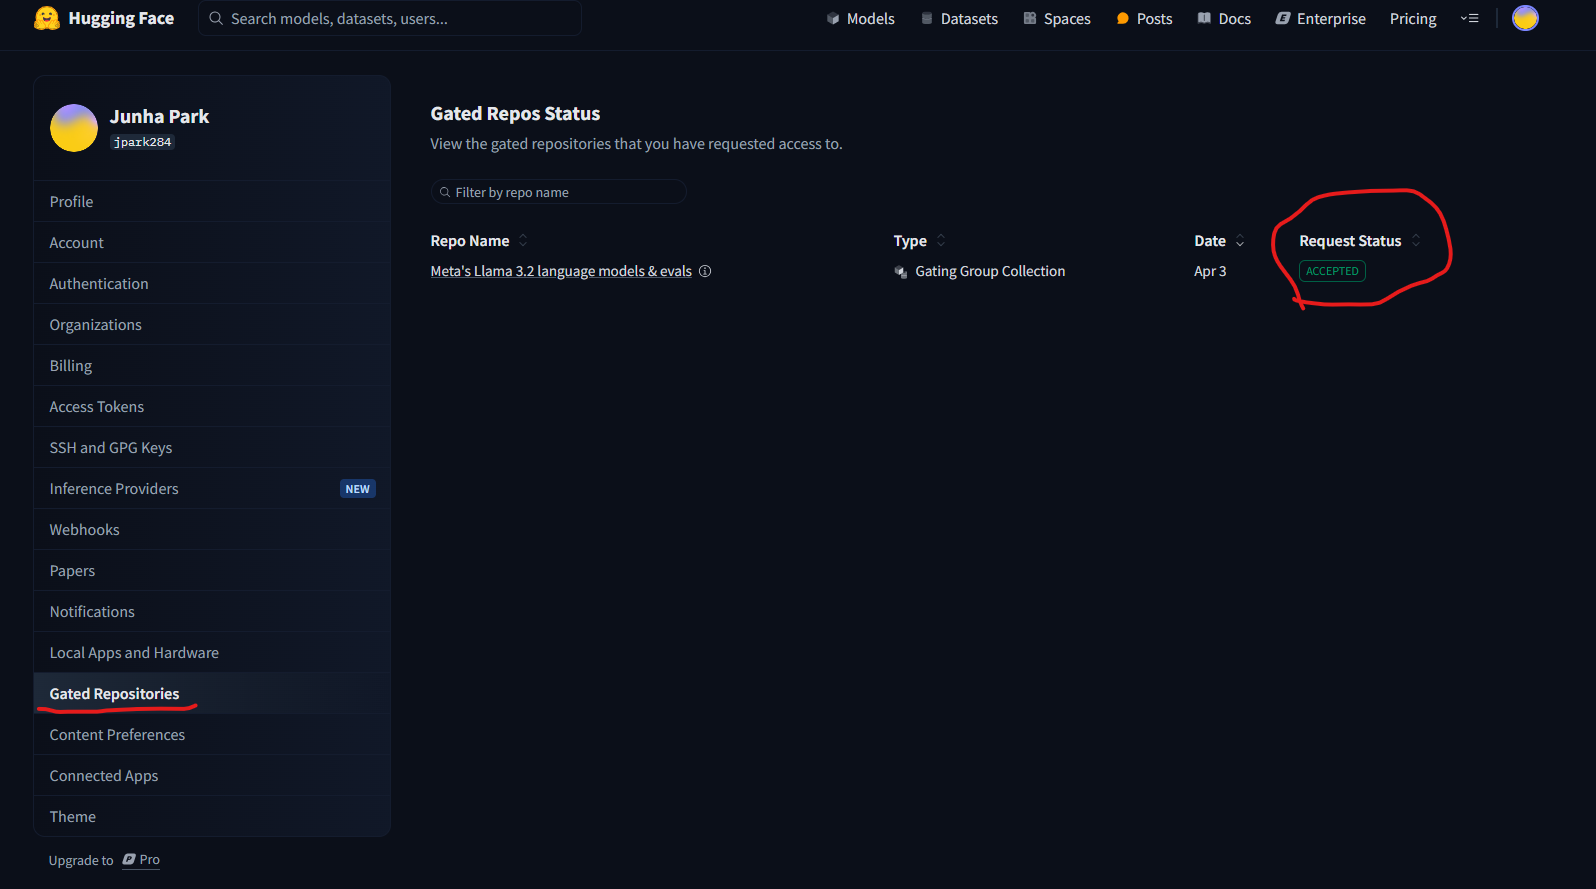 Hugging Face
Search models, datasets, users...
Models
Datasets
Spaces
Posts
Docs
Enterprise
Pricing
Junha Park
jpark284
Profile
Account
Authentication
Organizations
Billing
Access Tokens
SSH and GPG Keys
Inference Providers NEW
Webhooks
Papers
Notifications
Local Apps and Hardware
Gated Repositories
Content Preferences
Connected Apps
Theme
Upgrade to Pro
Gated Repos Status
View the gated repositories that you have requested access to.
Filter by repo name
Repo Name Type Date Request Status
Meta's Llama 3.2 language models & evals Gating Group Collection Apr 3 ACCEPTED